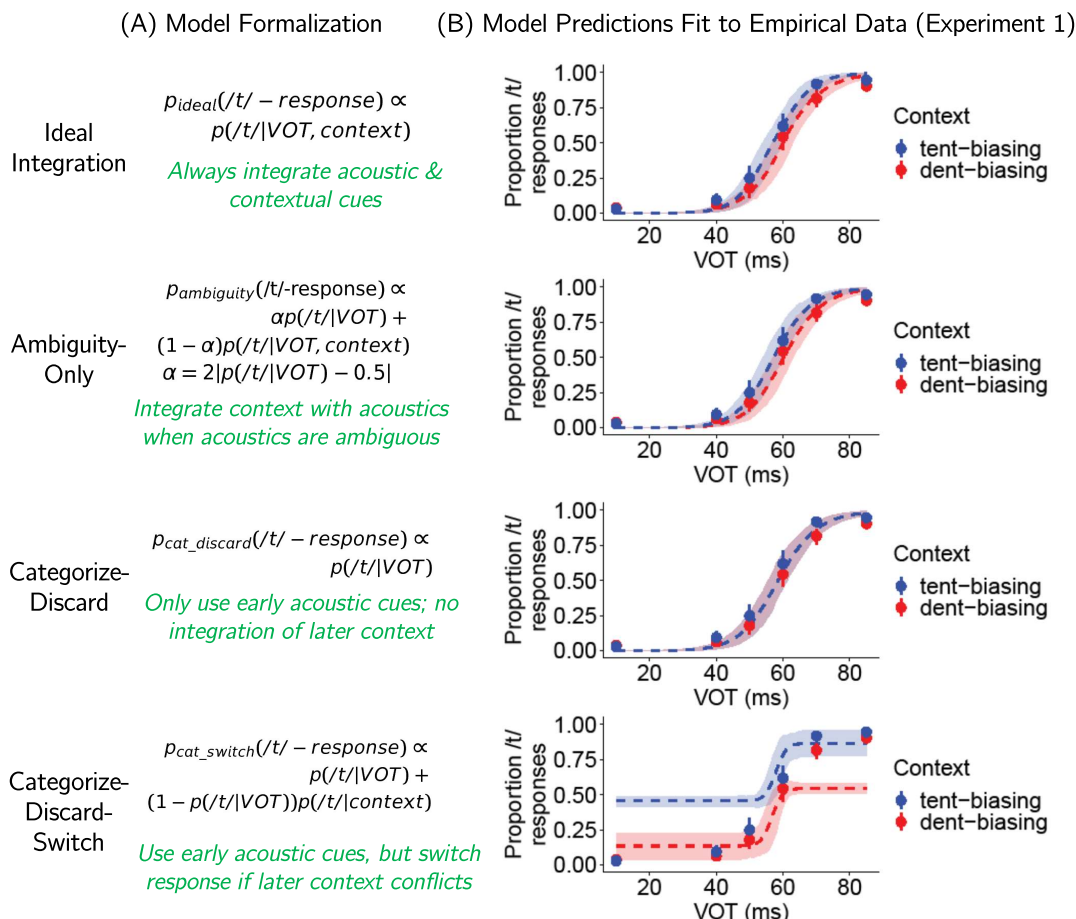 (A) Model Formalization
(B) Model Predictions Fit to Empirical Data (Experiment 1)
Ideal
Integration
p_ideal(/t/ − response) ∝
p(/t/|VOT, context)
Always integrate acoustic &
contextual cues
Proportion /t/
responses
1.00
0.75
0.50
0.25
0.00
20
40
60
80
VOT (ms)
Context
tent−biasing
dent−biasing
Ambiguity-
Only
p_ambiguity(/t/-response) ∝
αp(/t/|VOT) +
(1 − α)p(/t/|VOT, context)
α = 2|p(/t/|VOT) − 0.5|
Integrate context with acoustics
when acoustics are ambiguous
Proportion /t/
responses
1.00
0.75
0.50
0.25
0.00
20
40
60
80
VOT (ms)
Context
tent−biasing
dent−biasing
Categorize-
Discard
p_cat_discard(/t/ − response) ∝
p(/t/|VOT)
Only use early acoustic cues; no
integration of later context
Proportion /t/
responses
1.00
0.75
0.50
0.25
0.00
20
40
60
80
VOT (ms)
Context
tent−biasing
dent−biasing
Categorize-
Discard-
Switch
p_cat_switch(/t/ − response) ∝
p(/t/|VOT) +
(1 − p(/t/|VOT))p(/t/|context)
Use early acoustic cues, but switch
response if later context conflicts
Proportion /t/
responses
1.00
0.75
0.50
0.25
0.00
20
40
60
80
VOT (ms)
Context
tent−biasing
dent−biasing